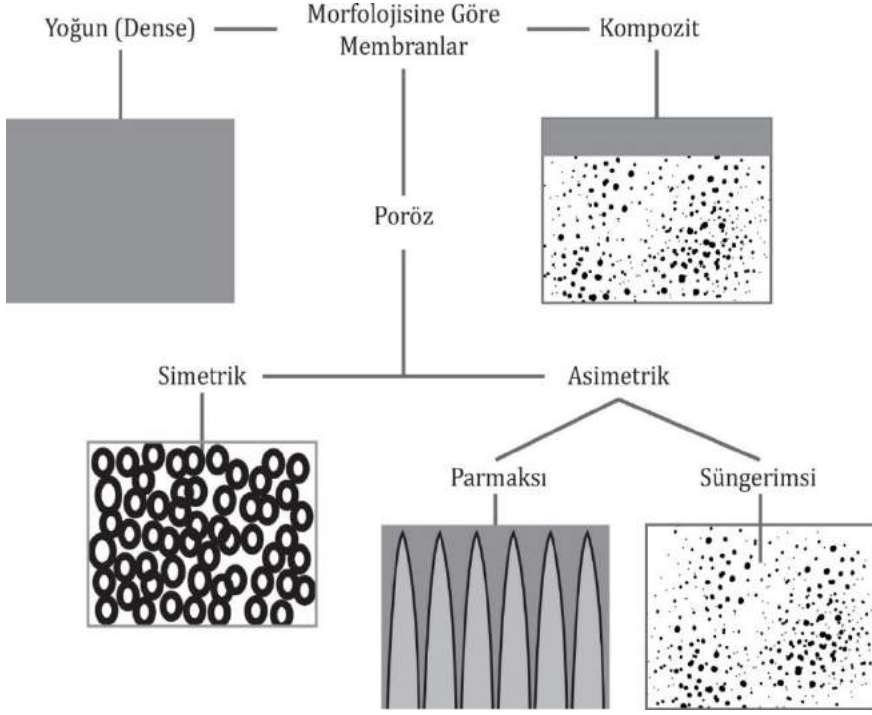 Yoğun (Dense)
Morfolojisine Göre
Membranlar
Kompozit
Poröz
Simetrik
Asimetrik
Parmaksı
Süngerimsi